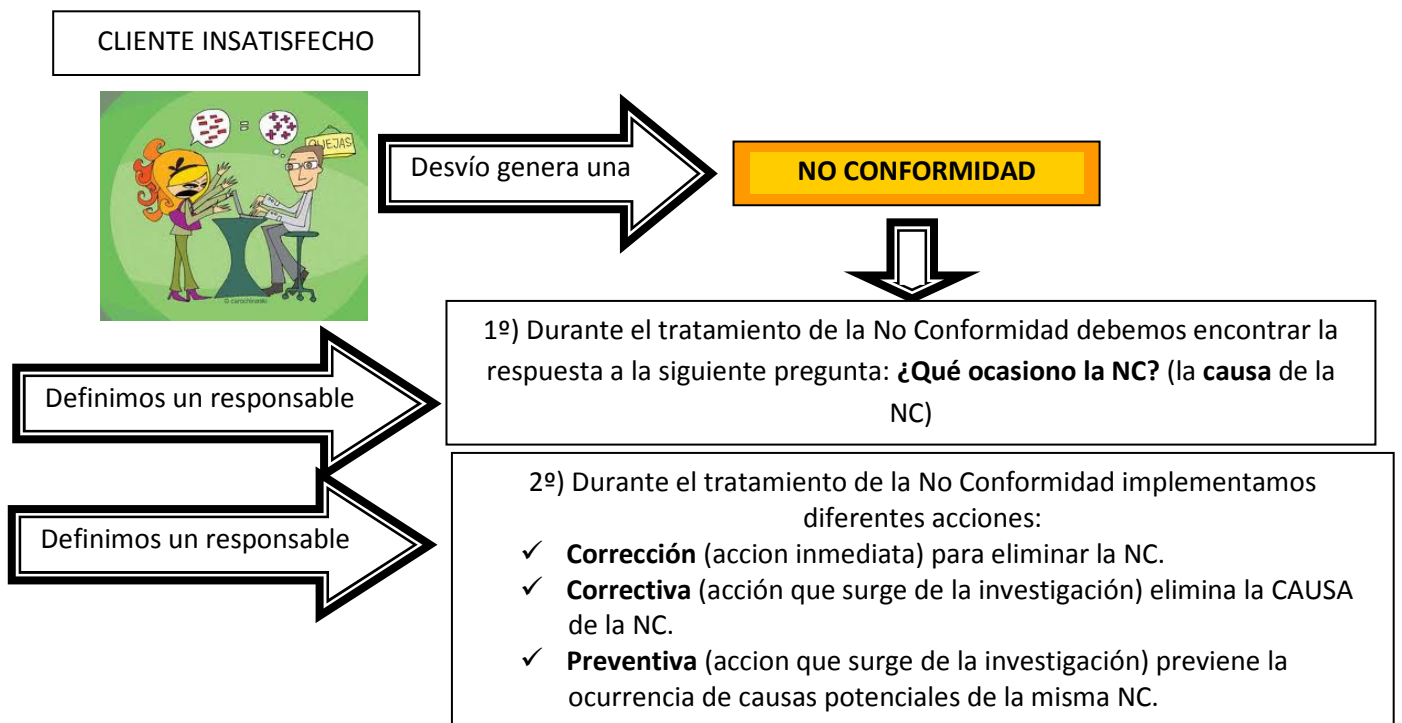 CLIENTE INSATISFECHO
QUEJAS
Desvío genera una
NO CONFORMIDAD
1º) Durante el tratamiento de la No Conformidad debemos encontrar la
respuesta a la siguiente pregunta: ¿Qué ocasiono la NC? (la causa de la
NC)
Definimos un responsable
2º) Durante el tratamiento de la No Conformidad implementamos
diferentes acciones:
Definimos un responsable
✓ Corrección (accion inmediata) para eliminar la NC.
✓ Correctiva (acción que surge de la investigación) elimina la CAUSA
de la NC.
✓ Preventiva (accion que surge de la investigación) previene la
ocurrencia de causas potenciales de la misma NC.